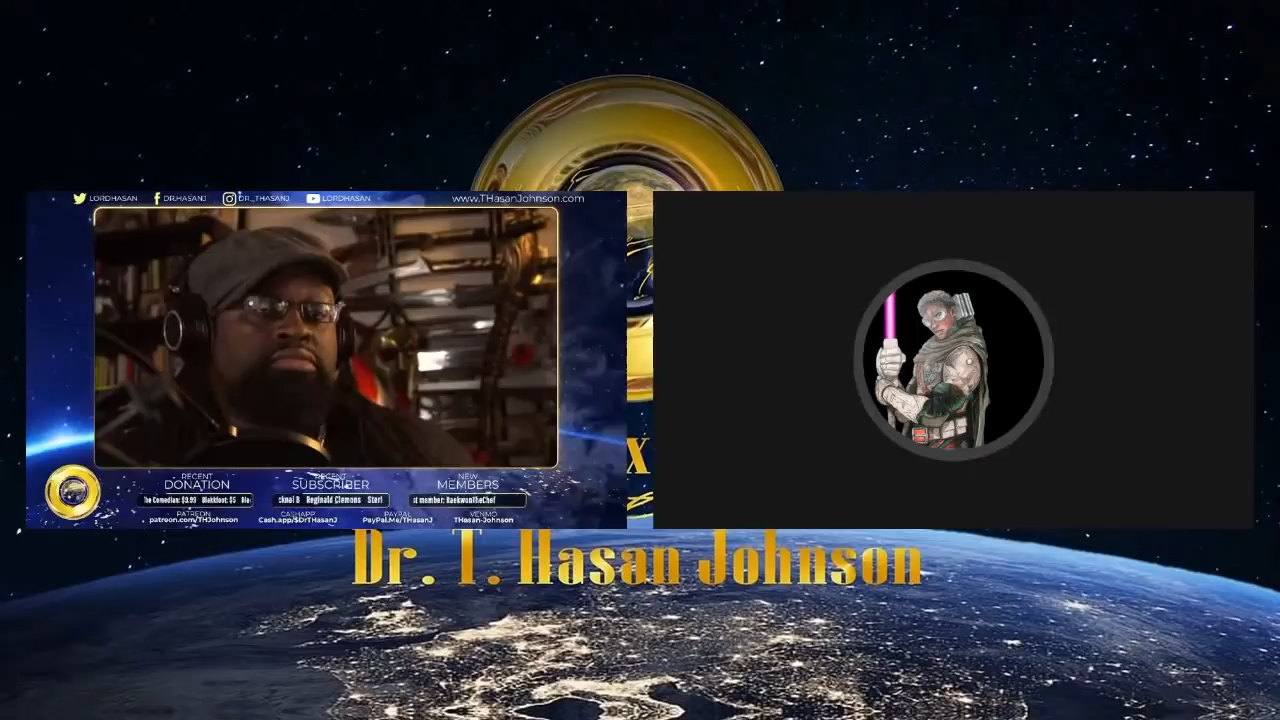 LORDHASAN DR.HASANJ DR._THASANJ LORDHASAN www.THasanJohnson.com
RECENT
DONATION
The Comedian: $9.99 Blakkfoot: $5
RECENT
SUBSCRIBER
Reginald Clemons
NEW
MEMBERS
st member: RaekwonTheChef
PATREON
patreon.com/THJohnson
CASHAPP
Cash.app/$DrTHasanJ
PAYPAL
PayPal.Me/THasanJ
VENMO
THasan-Johnson
X
Dr. T. Hasan Johnson